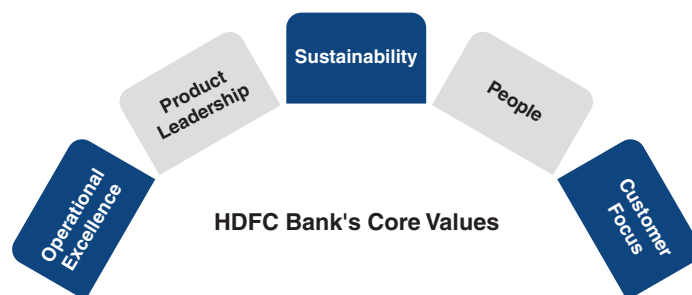 Operational
Excellence
Product
Leadership
Sustainability
People
Customer
Focus
HDFC Bank's Core Values